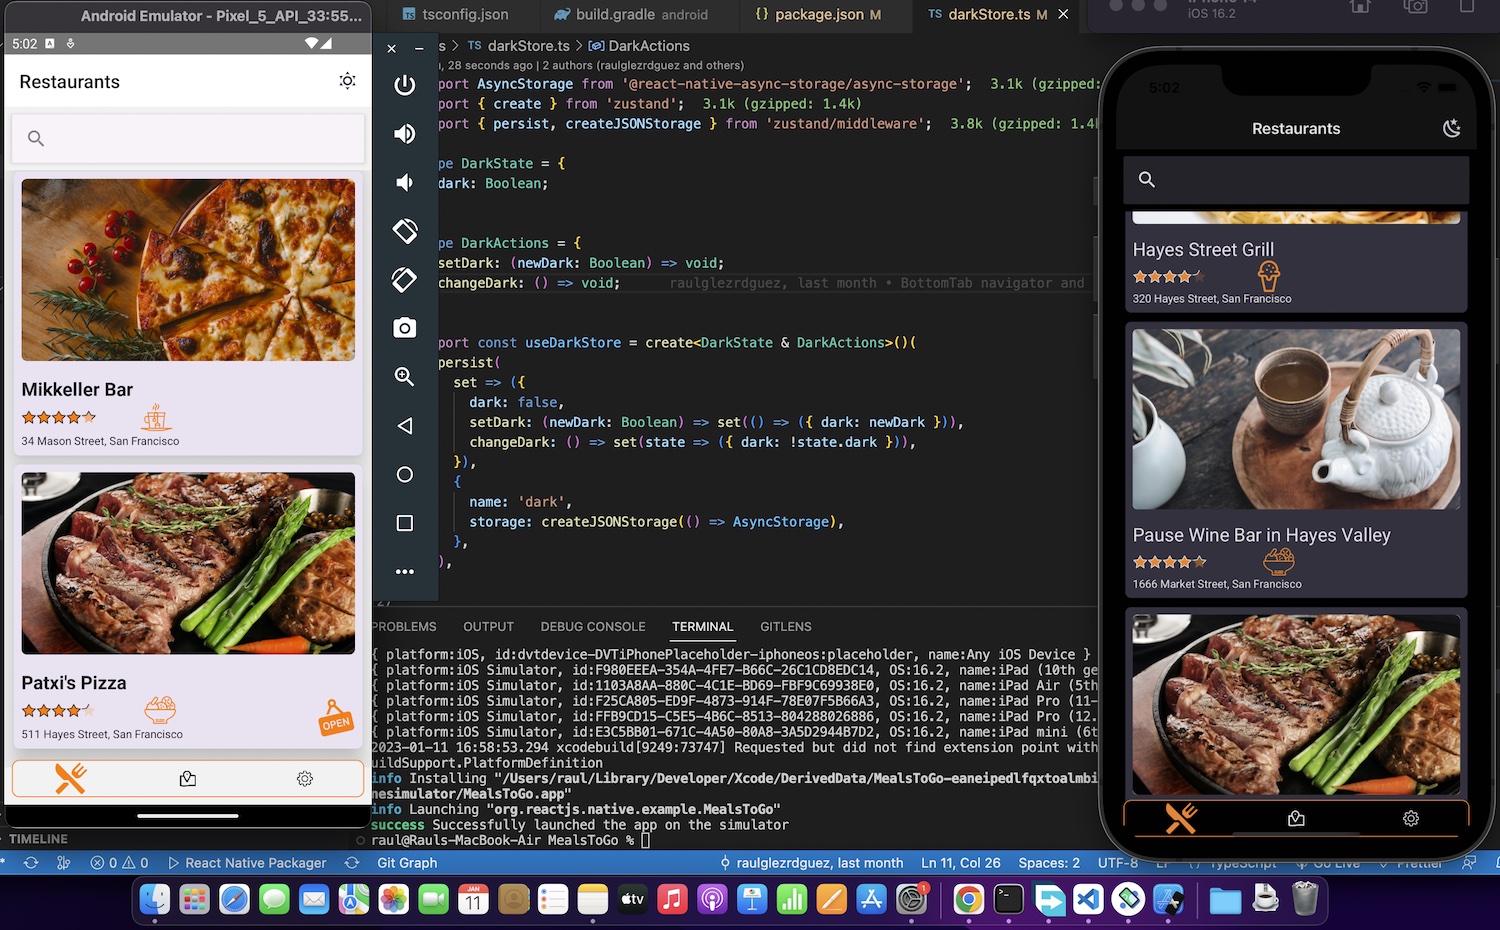 Android Emulator - Pixel_5_API_33:55...
5:02
Restaurants
Mikkeller Bar
34 Mason Street, San Francisco
Patxi's Pizza
511 Hayes Street, San Francisco
OPEN
TIMELINE
tsconfig.json
build.gradle android
{} package.json M
TS darkStore.ts M
s > TS darkStore.ts > DarkActions
, 28 seconds ago | 2 authors (raulglezrdguez and others)
port AsyncStorage from '@react-native-async-storage/async-storage'; 3.1k (gzipped:
port { create } from 'zustand'; 3.1k (gzipped: 1.4k)
port { persist, createJSONStorage } from 'zustand/middleware'; 3.8k (gzipped: 1.4k
pe DarkState = {
dark: Boolean;
pe DarkActions = {
setDark: (newDark: Boolean) => void;
changeDark: () => void; raulglezrdguez, last month • BottomTab navigator and
port const useDarkStore = create<DarkState & DarkActions>()(
persist(
set => ({
dark: false,
setDark: (newDark: Boolean) => set(() => ({ dark: newDark })),
changeDark: () => set(state => ({ dark: !state.dark })),
}),
{
name: 'dark',
storage: createJSONStorage(() => AsyncStorage),
},
),
27
PROBLEMS OUTPUT DEBUG CONSOLE TERMINAL GITLENS
{ platform:iOS, id:dvtdevice-DVTiPhonePlaceholder-iphoneos:placeholder, name:Any iOS Device }
{ platform:iOS Simulator, id:F980EEEA-354A-4FE7-B66C-26C1CD8EDC14, OS:16.2, name:iPad (10th ge
{ platform:iOS Simulator, id:1103A8AA-880C-4C1E-BD69-FBF9C69938E0, OS:16.2, name:iPad Air (5th
{ platform:iOS Simulator, id:F25CA805-ED9F-4873-914F-78E07F5B66A3, OS:16.2, name:iPad Pro (11-
{ platform:iOS Simulator, id:FFB9CD15-C5E5-4B6C-8513-804288026886, OS:16.2, name:iPad Pro (12.
{ platform:iOS Simulator, id:E3C5BB01-671C-4A50-80A8-3A5D2944B7D2, OS:16.2, name:iPad mini (6t
2023-01-11 16:58:53.294 xcodebuild[9249:73747] Requested but did not find extension point with
uildSupport.PlatformDefinition
info Installing "/Users/raul/Library/Developer/Xcode/DerivedData/MealsToGo-eaneipedlfqxtoalmbi
nesimulator/MealsToGo.app"
info Launching "org.reactjs.native.example.MealsToGo"
success Successfully launched the app on the simulator
raul@Rauls-MacBook-Air MealsToGo %
iOS 16.2
5:02
Restaurants
Hayes Street Grill
320 Hayes Street, San Francisco
Pause Wine Bar in Hayes Valley
1666 Market Street, San Francisco
0 0 React Native Packager Git Graph raulglezrdguez, last month Ln 11, Col 26 Spaces: 2 UTF-8 LF {} TypeScript Go Live Prettier
JAN
11
tv
1